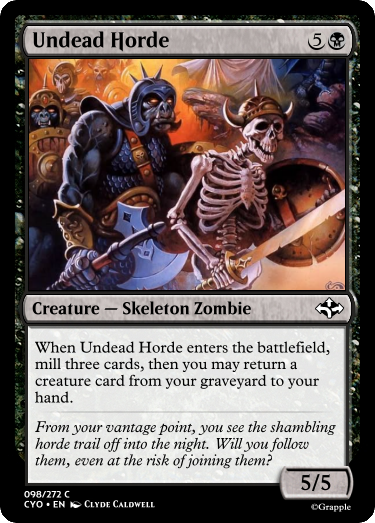 Undead Horde 5
Creature — Skeleton Zombie
When Undead Horde enters the battlefield,
mill three cards, then you may return a
creature card from your graveyard to your
hand.
From your vantage point, you see the shambling
horde trail off into the night. Will you follow
them, even at the risk of joining them?
5/5
098/272 C
CYO • EN Clyde Caldwell
©Grapple